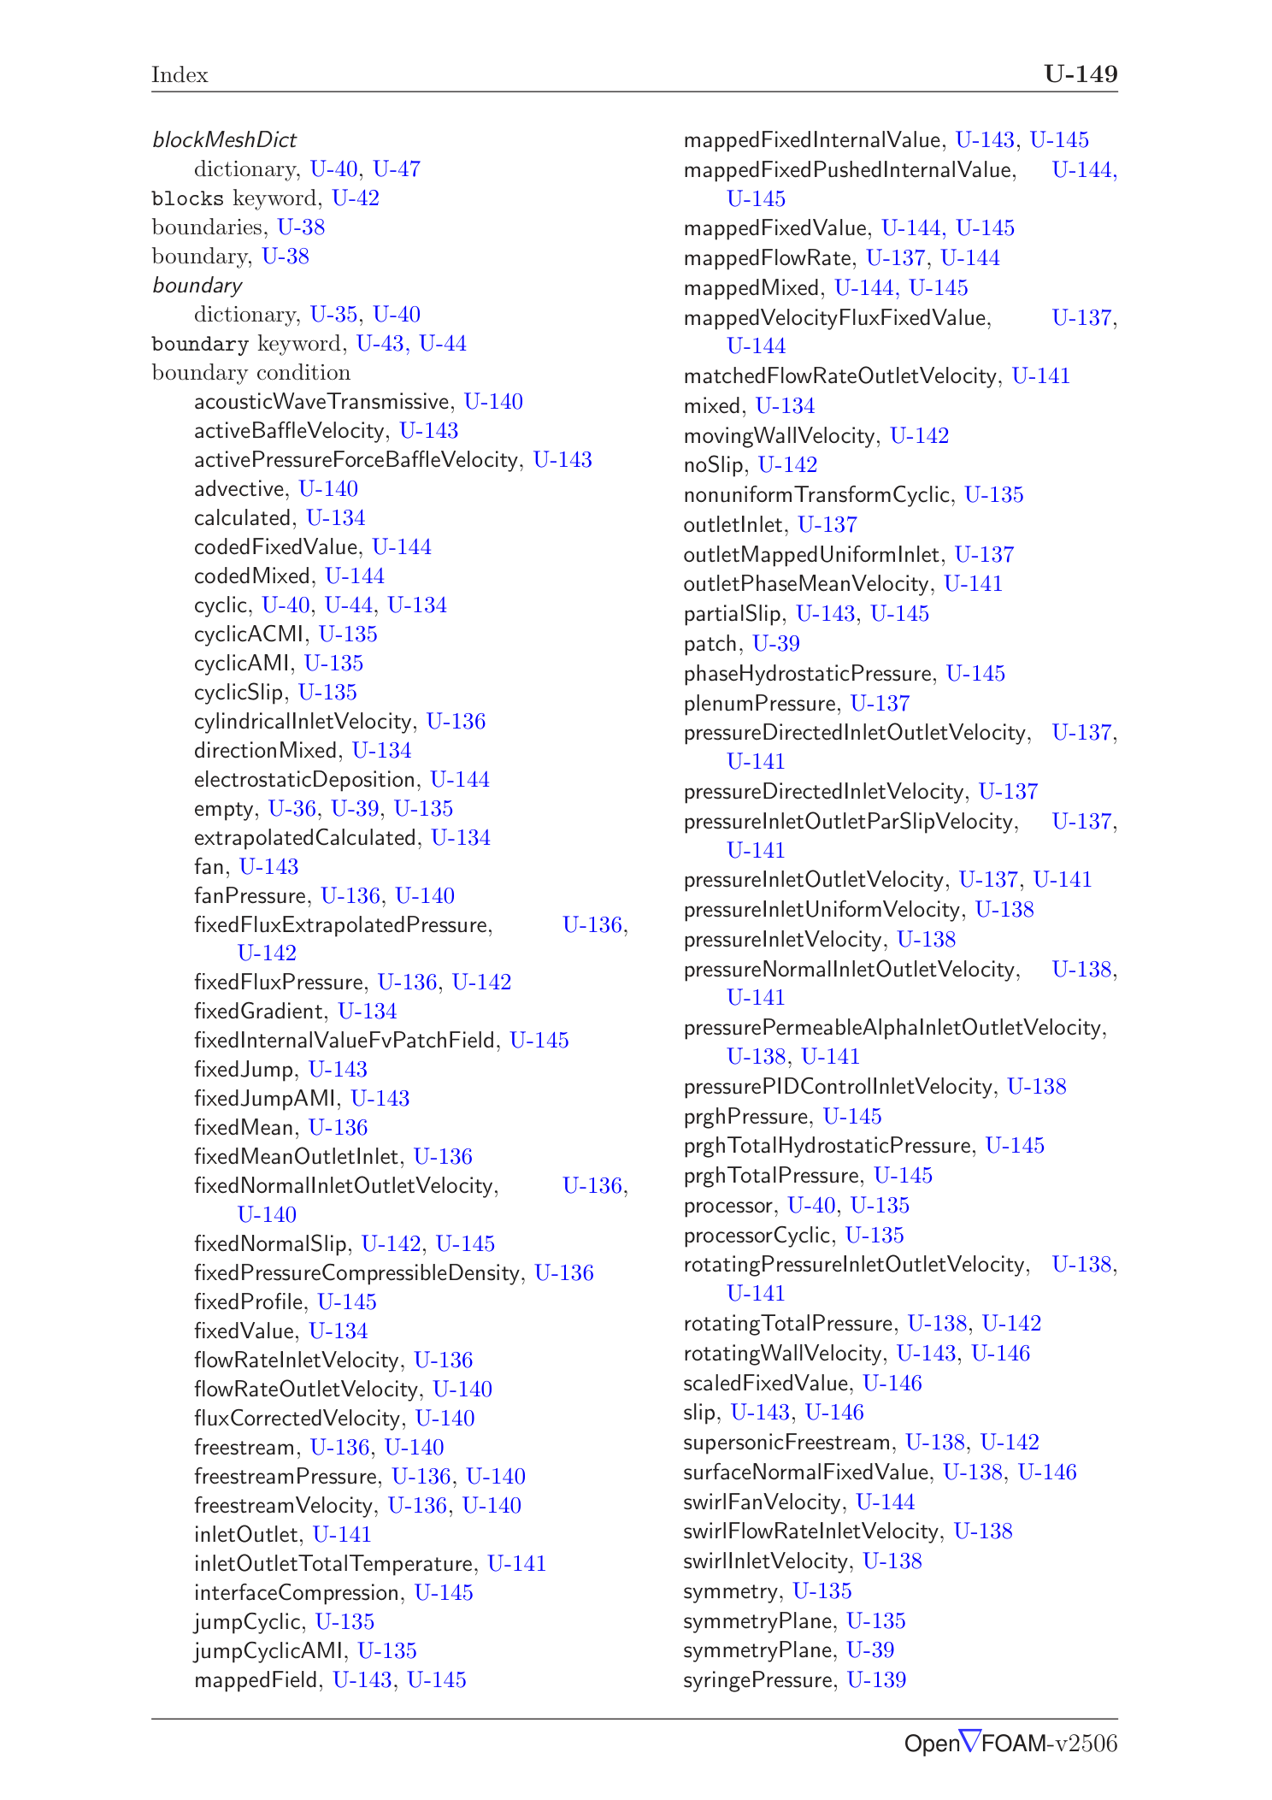 Index U-149
blockMeshDict
dictionary, U-40, U-47
blocks keyword, U-42
boundaries, U-38
boundary, U-38
boundary
dictionary, U-35, U-40
boundary keyword, U-43, U-44
boundary condition
acousticWaveTransmissive, U-140
activeBaffleVelocity, U-143
activePressureForceBaffleVelocity, U-143
advective, U-140
calculated, U-134
codedFixedValue, U-144
codedMixed, U-144
cyclic, U-40, U-44, U-134
cyclicACMI, U-135
cyclicAMI, U-135
cyclicSlip, U-135
cylindricalInletVelocity, U-136
directionMixed, U-134
electrostaticDeposition, U-144
empty, U-36, U-39, U-135
extrapolatedCalculated, U-134
fan, U-143
fanPressure, U-136, U-140
fixedFluxExtrapolatedPressure, U-136,
U-142
fixedFluxPressure, U-136, U-142
fixedGradient, U-134
fixedInternalValueFvPatchField, U-145
fixedJump, U-143
fixedJumpAMI, U-143
fixedMean, U-136
fixedMeanOutletInlet, U-136
fixedNormalInletOutletVelocity, U-136,
U-140
fixedNormalSlip, U-142, U-145
fixedPressureCompressibleDensity, U-136
fixedProfile, U-145
fixedValue, U-134
flowRateInletVelocity, U-136
flowRateOutletVelocity, U-140
fluxCorrectedVelocity, U-140
freestream, U-136, U-140
freestreamPressure, U-136, U-140
freestreamVelocity, U-136, U-140
inletOutlet, U-141
inletOutletTotalTemperature, U-141
interfaceCompression, U-145
jumpCyclic, U-135
jumpCyclicAMI, U-135
mappedField, U-143, U-145
mappedFixedInternalValue, U-143, U-145
mappedFixedPushedInternalValue, U-144,
U-145
mappedFixedValue, U-144, U-145
mappedFlowRate, U-137, U-144
mappedMixed, U-144, U-145
mappedVelocityFluxFixedValue, U-137,
U-144
matchedFlowRateOutletVelocity, U-141
mixed, U-134
movingWallVelocity, U-142
noSlip, U-142
nonuniformTransformCyclic, U-135
outletInlet, U-137
outletMappedUniformInlet, U-137
outletPhaseMeanVelocity, U-141
partialSlip, U-143, U-145
patch, U-39
phaseHydrostaticPressure, U-145
plenumPressure, U-137
pressureDirectedInletOutletVelocity, U-137,
U-141
pressureDirectedInletVelocity, U-137
pressureInletOutletParSlipVelocity, U-137,
U-141
pressureInletOutletVelocity, U-137, U-141
pressureInletUniformVelocity, U-138
pressureInletVelocity, U-138
pressureNormalInletOutletVelocity, U-138,
U-141
pressurePermeableAlphaInletOutletVelocity,
U-138, U-141
pressurePIDControlInletVelocity, U-138
prghPressure, U-145
prghTotalHydrostaticPressure, U-145
prghTotalPressure, U-145
processor, U-40, U-135
processorCyclic, U-135
rotatingPressureInletOutletVelocity, U-138,
U-141
rotatingTotalPressure, U-138, U-142
rotatingWallVelocity, U-143, U-146
scaledFixedValue, U-146
slip, U-143, U-146
supersonicFreestream, U-138, U-142
surfaceNormalFixedValue, U-138, U-146
swirlFanVelocity, U-144
swirlFlowRateInletVelocity, U-138
swirlInletVelocity, U-138
symmetry, U-135
symmetryPlane, U-135
symmetryPlane, U-39
syringePressure, U-139
Open∇FOAM-v2506